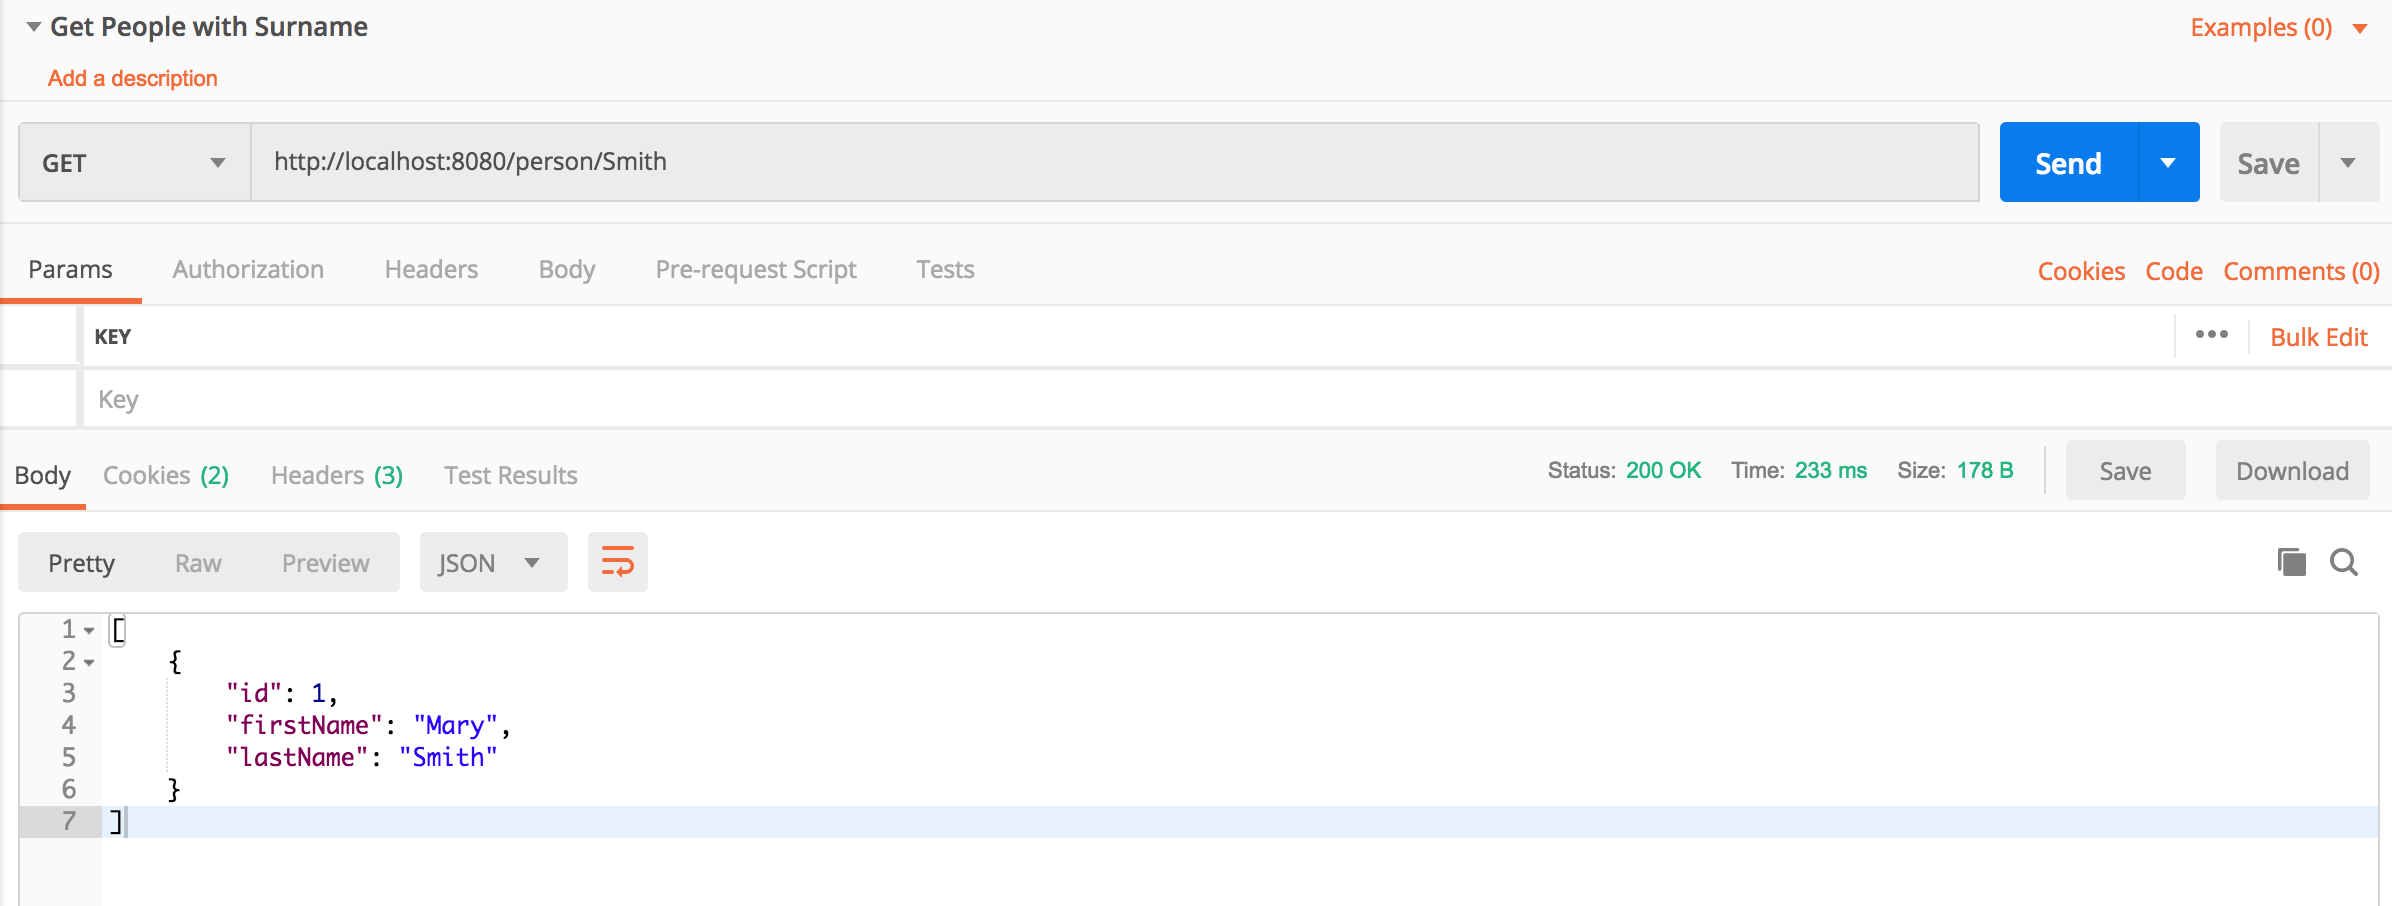 Get People with Surname
Examples (0)
Add a description
GET
http://localhost:8080/person/Smith
Send
Save
Params Authorization Headers Body Pre-request Script Tests
Cookies Code Comments (0)
KEY
Bulk Edit
Key
Body Cookies (2) Headers (3) Test Results
Status: 200 OK Time: 233 ms Size: 178 B
Save
Download
Pretty Raw Preview
JSON
1 [
2 {
3 "id": 1,
4 "firstName": "Mary",
5 "lastName": "Smith"
6 }
7 ]